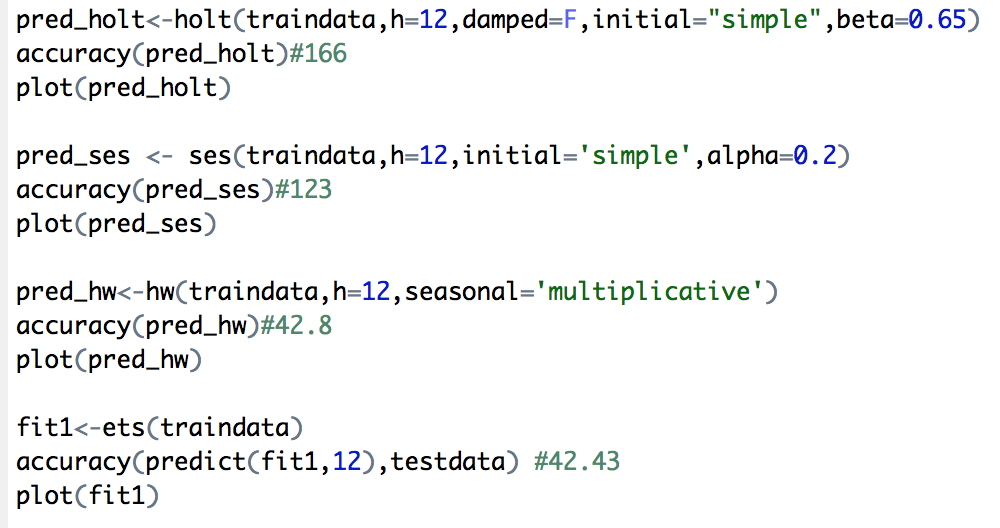 pred_holt<-holt(traindata,h=12,damped=F,initial="simple",beta=0.65)
accuracy(pred_holt)#166
plot(pred_holt)
pred_ses <- ses(traindata,h=12,initial='simple',alpha=0.2)
accuracy(pred_ses)#123
plot(pred_ses)
pred_hw<-hw(traindata,h=12,seasonal='multiplicative')
accuracy(pred_hw)#42.8
plot(pred_hw)
fit1<-ets(traindata)
accuracy(predict(fit1,12),testdata) #42.43
plot(fit1)